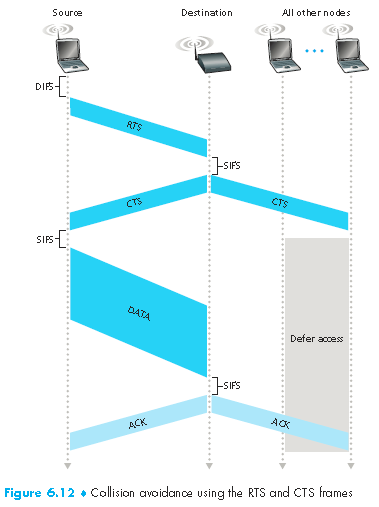 Source
Destination
All other nodes
DIFS
RTS
SIFS
CTS
CTS
SIFS
DATA
Defer access
SIFS
ACK
ACK
Figure 6.12 ♦ Collision avoidance using the RTS and CTS frames